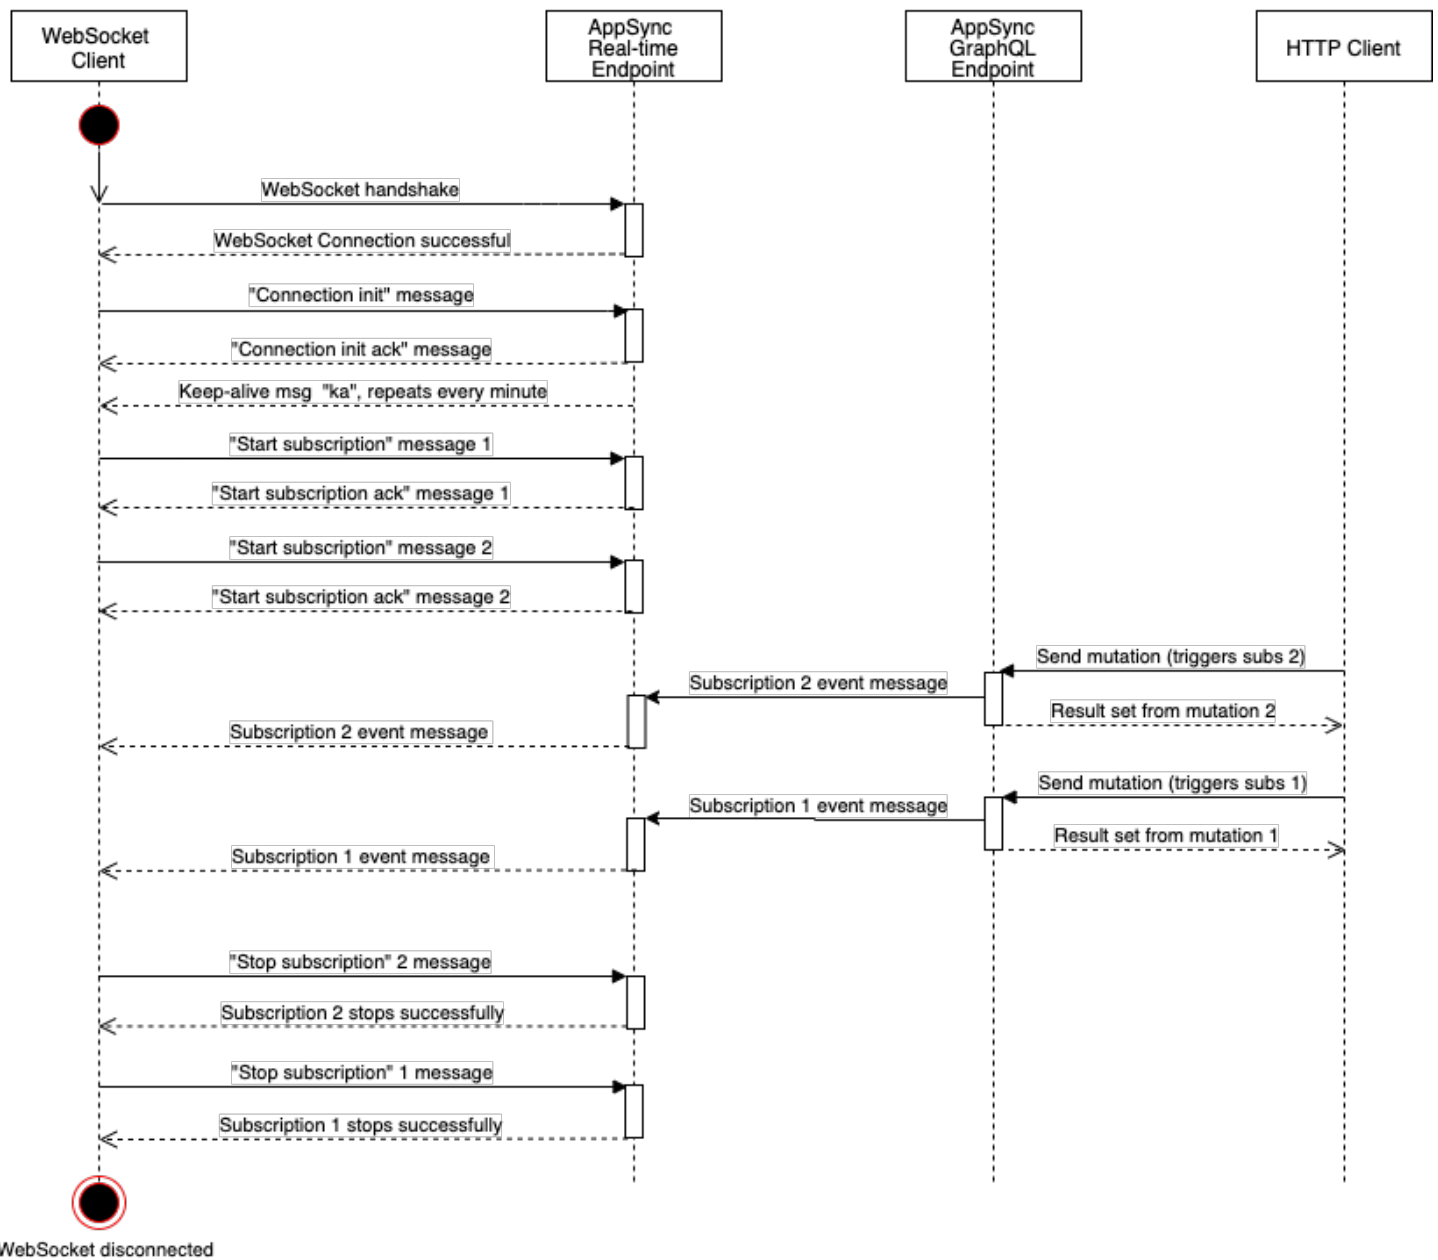 WebSocket
Client
AppSync
Real-time
Endpoint
AppSync
GraphQL
Endpoint
HTTP Client
WebSocket handshake
WebSocket Connection successful
"Connection init" message
"Connection init ack" message
Keep-alive msg  "ka", repeats every minute
"Start subscription" message 1
"Start subscription ack" message 1
"Start subscription" message 2
"Start subscription ack" message 2
Send mutation (triggers subs 2)
Subscription 2 event message
Result set from mutation 2
Subscription 2 event message
Send mutation (triggers subs 1)
Subscription 1 event message
Result set from mutation 1
Subscription 1 event message
"Stop subscription" 2 message
Subscription 2 stops successfully
"Stop subscription" 1 message
Subscription 1 stops successfully
WebSocket disconnected